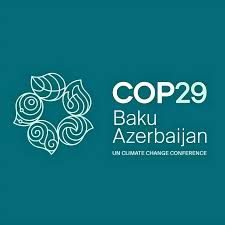 COP29
Baku
Azerbaijan
UN CLIMATE CHANGE CONFERENCE